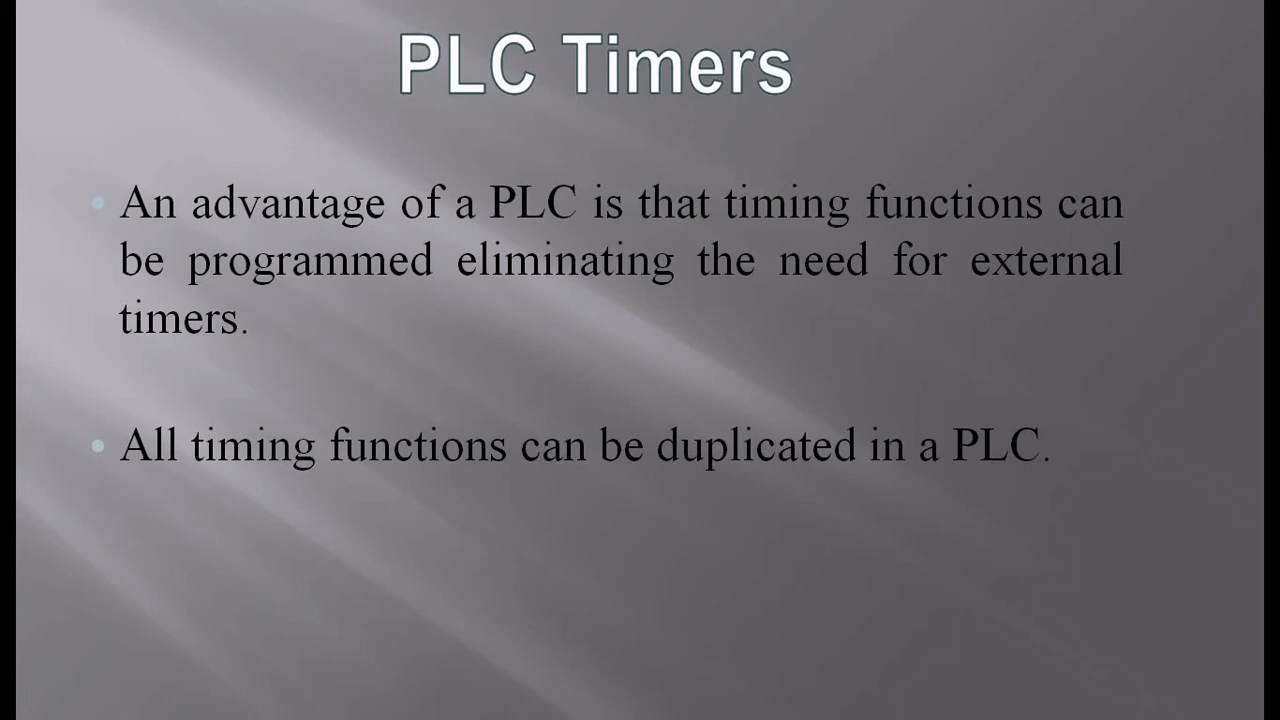 PLC Timers
• An advantage of a PLC is that timing functions can
be programmed eliminating the need for external
timers.
• All timing functions can be duplicated in a PLC.